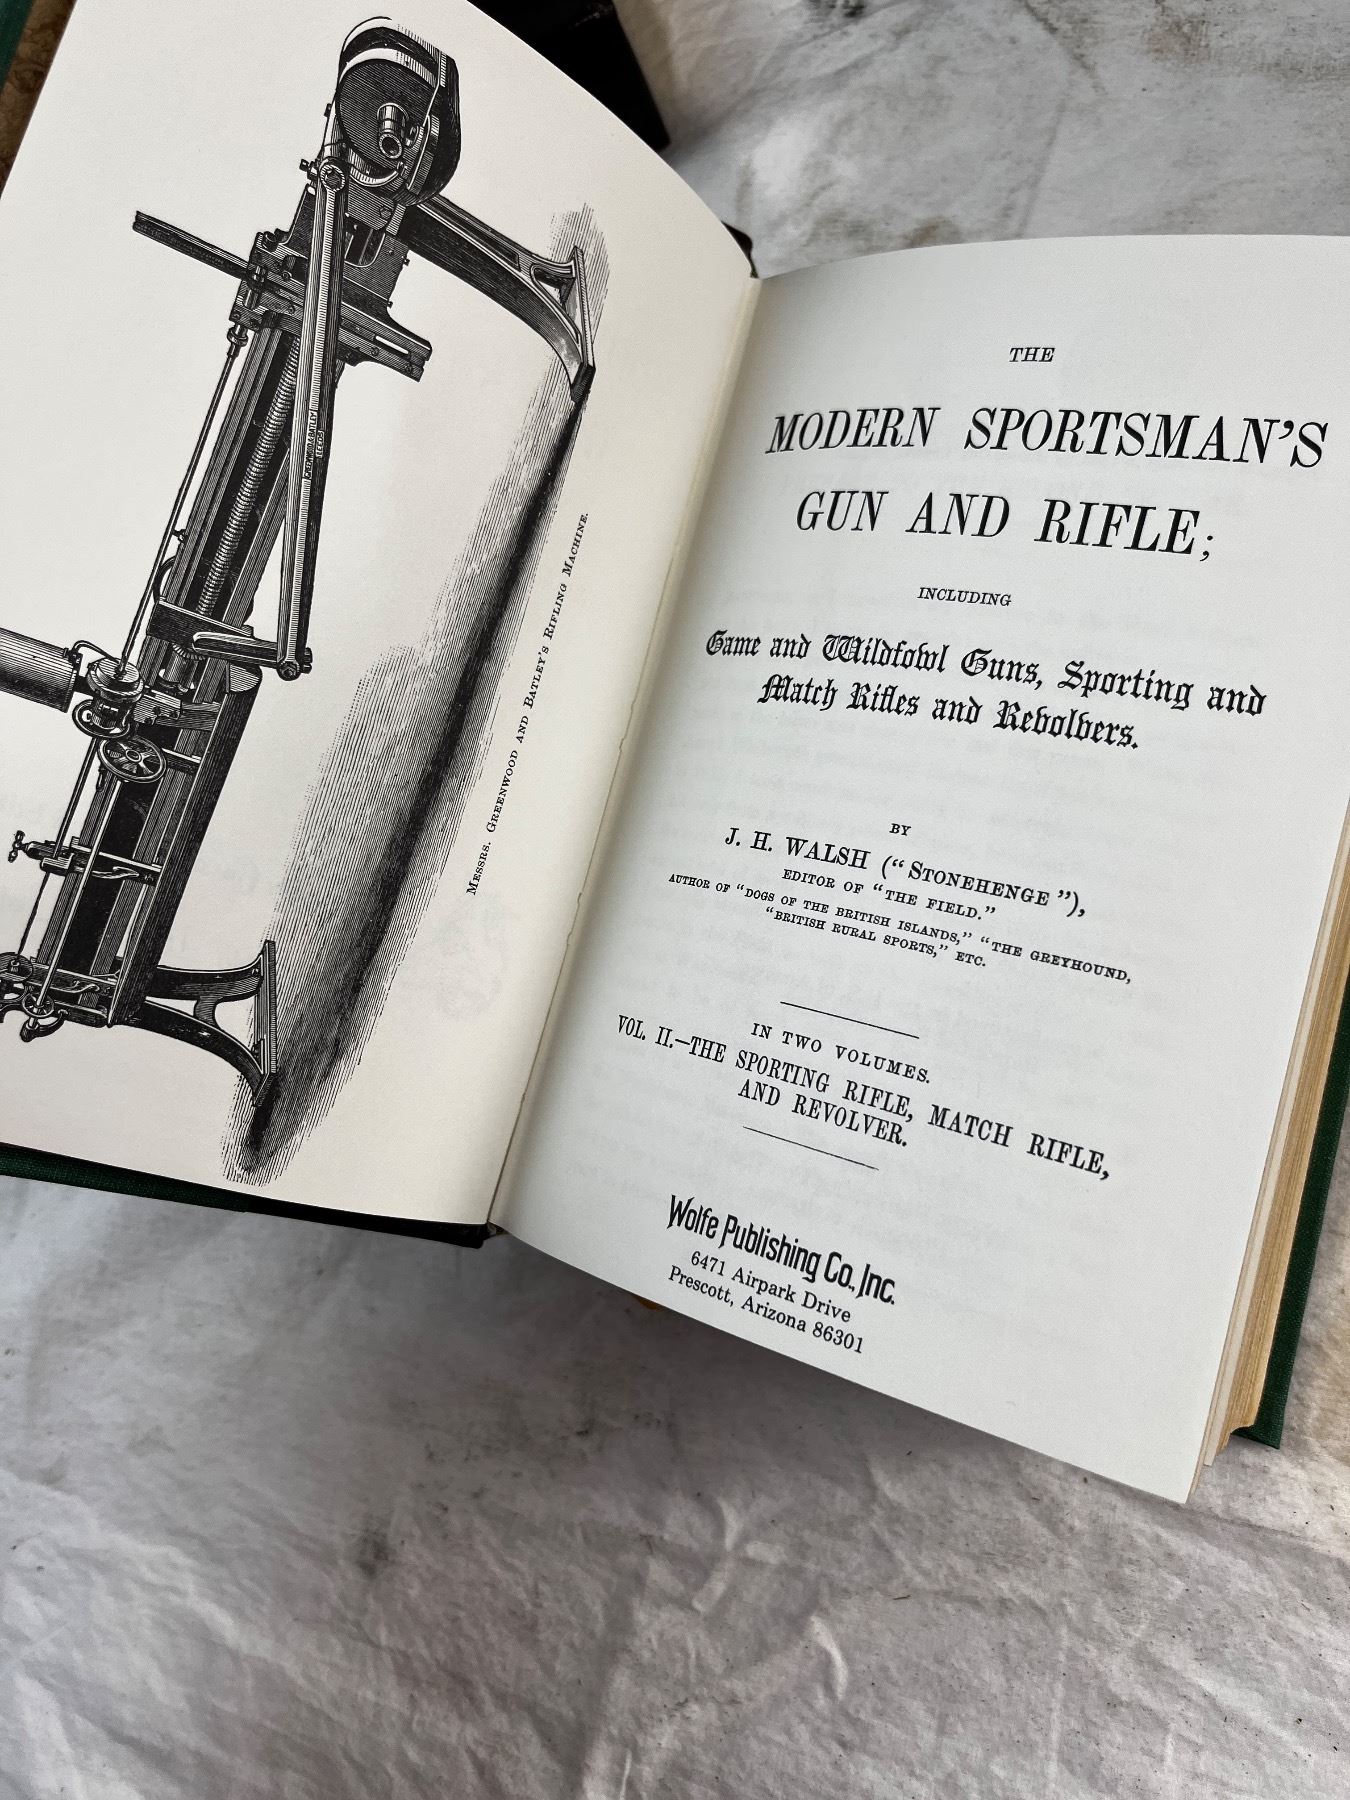 GREENWOOD & BATLEY
LEEDS
MESSRS. GREENWOOD AND BATLEY'S RIFLING MACHINE.
THE
MODERN SPORTSMAN'S
GUN AND RIFLE;
INCLUDING
Game and Wildfowl Guns, Sporting and
Match Rifles and Revolvers.
BY
J. H. WALSH ("STONEHENGE"),
EDITOR OF "THE FIELD."
AUTHOR OF "DOGS OF THE BRITISH ISLANDS," "THE GREYHOUND,
"BRITISH RURAL SPORTS," ETC.
IN TWO VOLUMES.
VOL. II.—THE SPORTING RIFLE, MATCH RIFLE,
AND REVOLVER.
Wolfe Publishing Co., Inc.
6471 Airpark Drive
Prescott, Arizona 86301